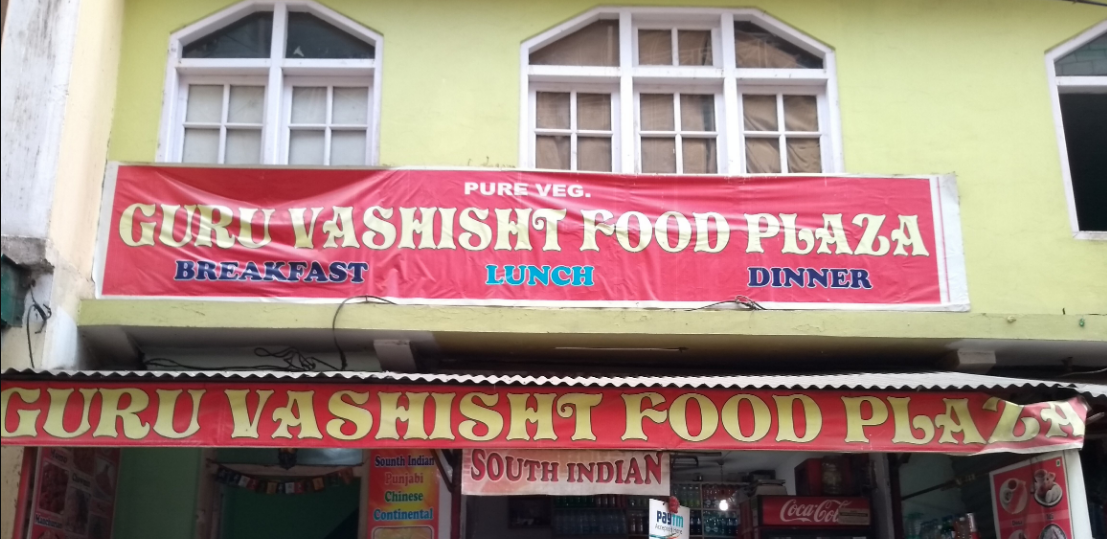 PURE VEG.
GURU VASHISHT FOOD PLAZA
BREAKFAST LUNCH DINNER
GURU VASHISHT FOOD PLAZA
Sounth Indian
Punjabi
Chinese
Continental
SOUTH INDIAN
Paytm
Coca-Cola